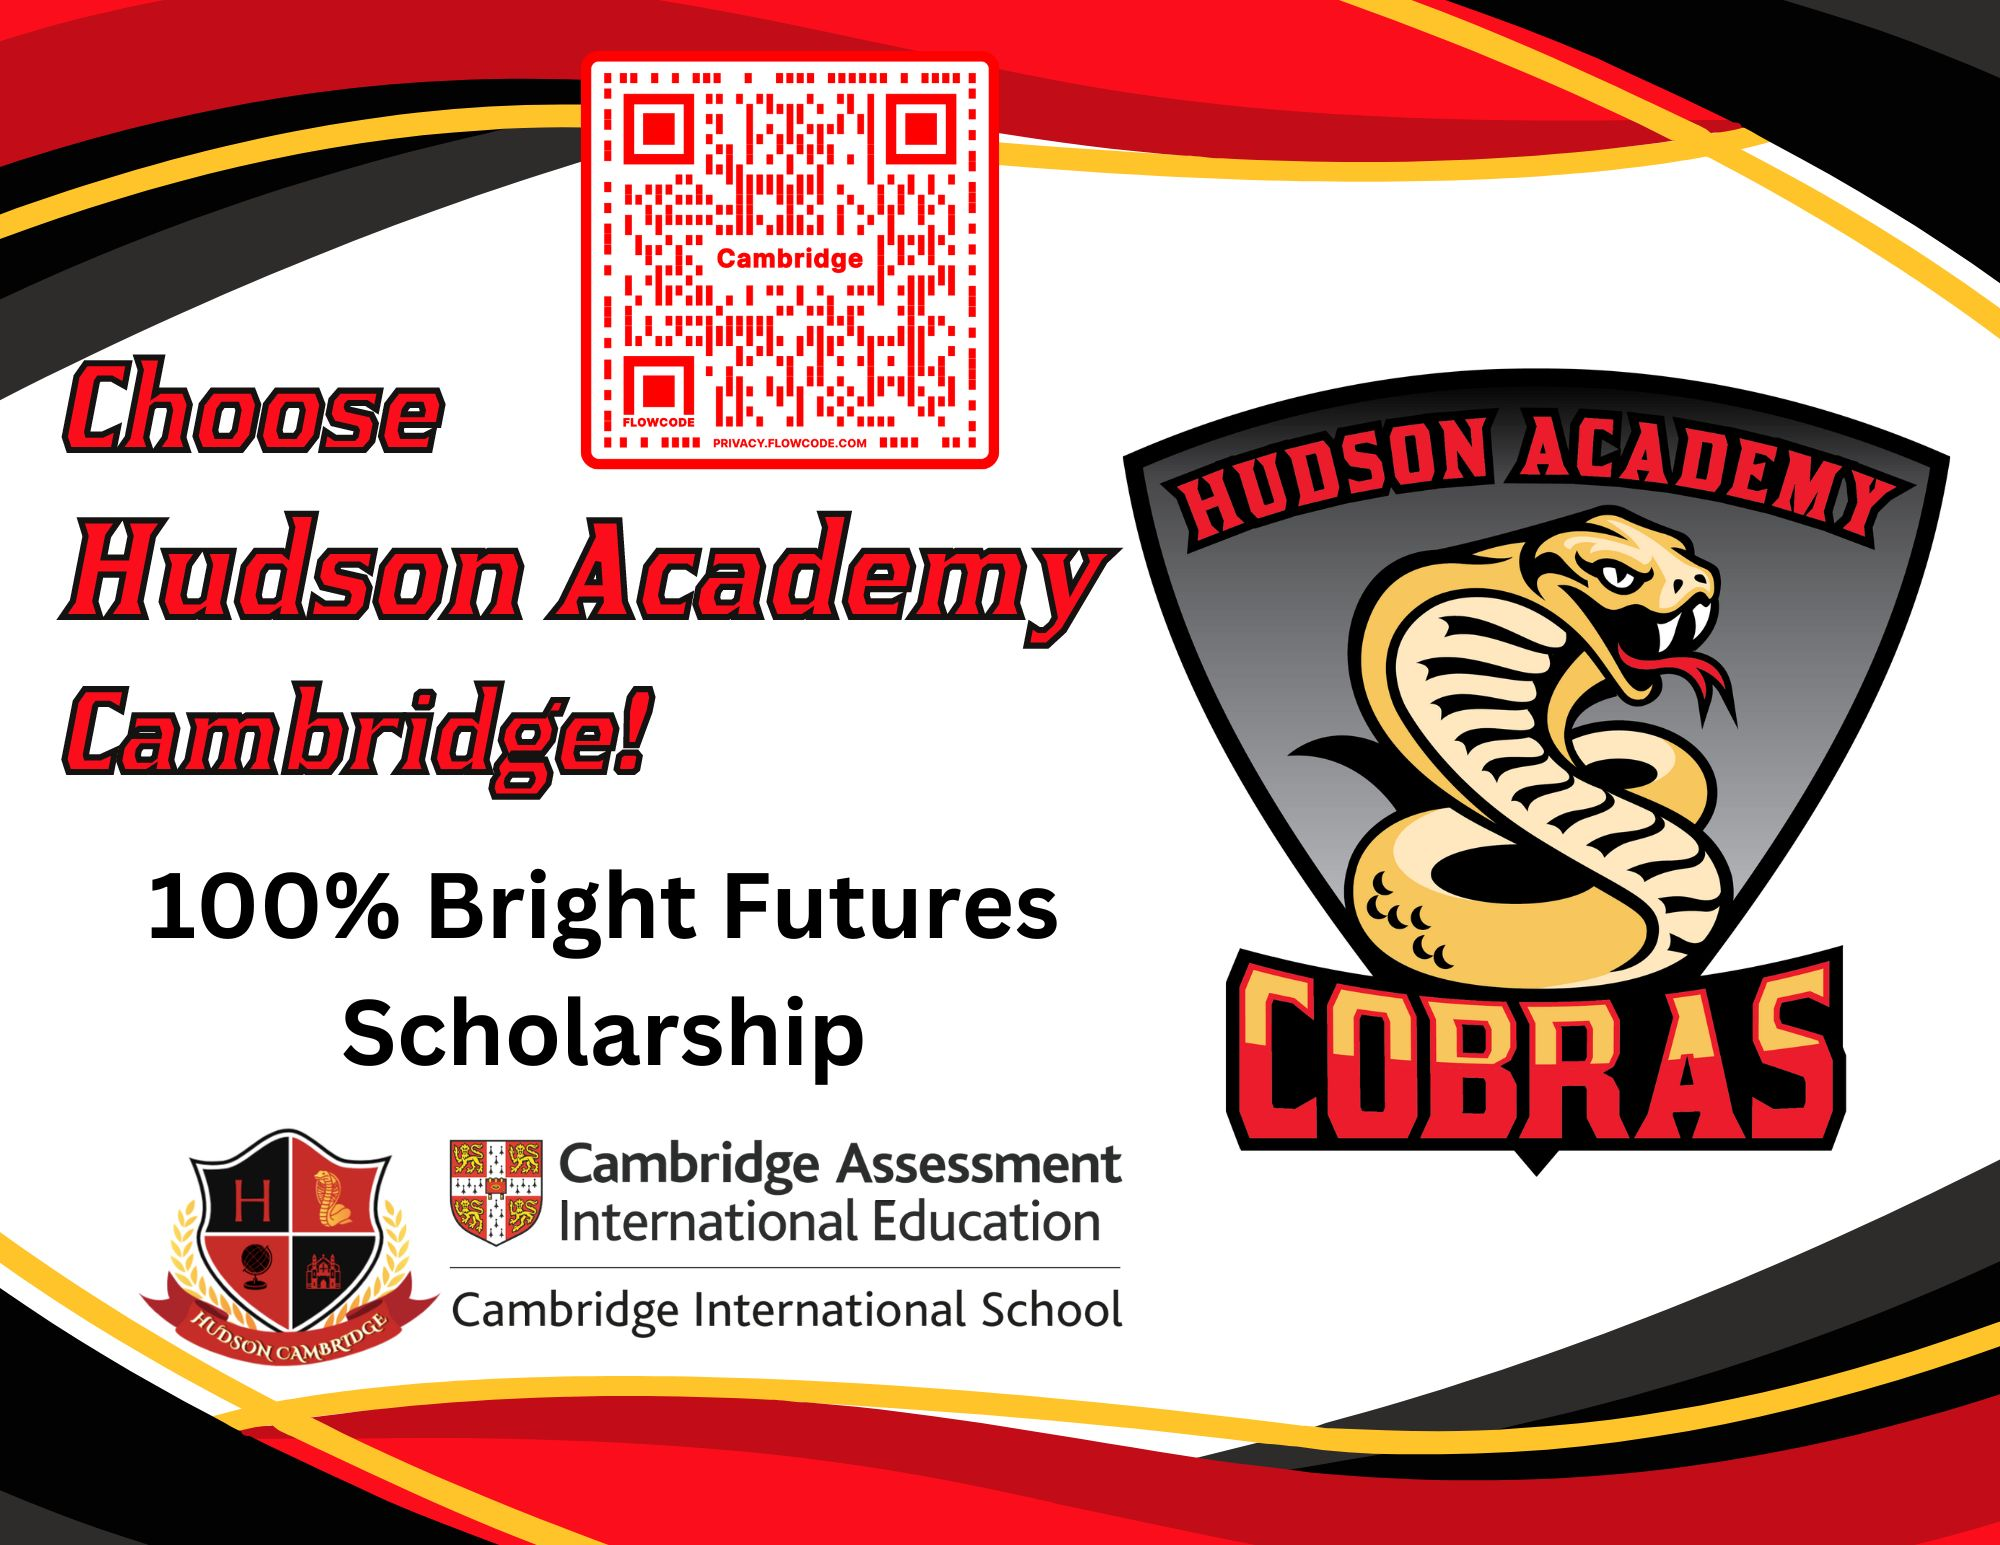 Cambridge
FLOWCODE
PRIVACY.FLOWCODE.COM
Choose
Hudson Academy
Cambridge!
100% Bright Futures
Scholarship
HUDSON ACADEMY
COBRAS
H
HUDSON CAMBRIDGE
Cambridge Assessment
International Education
Cambridge International School